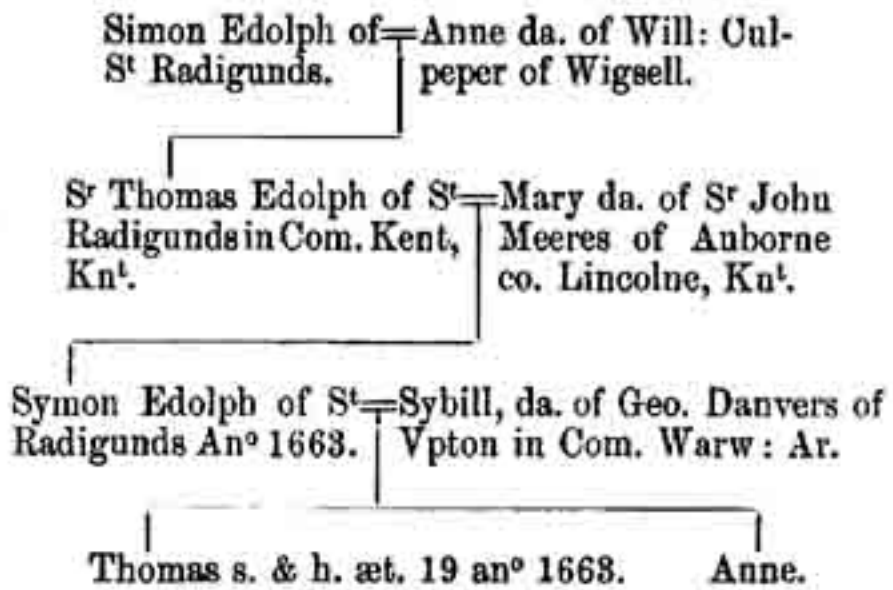 Simon Edolph of═Anne da. of Will: Cul-
Sᵗ Radigunds. peper of Wigsell.
Sʳ Thomas Edolph of Sᵗ═Mary da. of Sʳ John
Radigunds in Com. Kent, Meeres of Auborne
Knᵗ. co. Lincolne, Knᵗ.
Symon Edolph of Sᵗ═Sybill, da. of Geo. Danvers of
Radigunds Anº 1663. Vpton in Com. Warw: Ar.
Thomas s. & h. æt. 19 anº 1663. Anne.